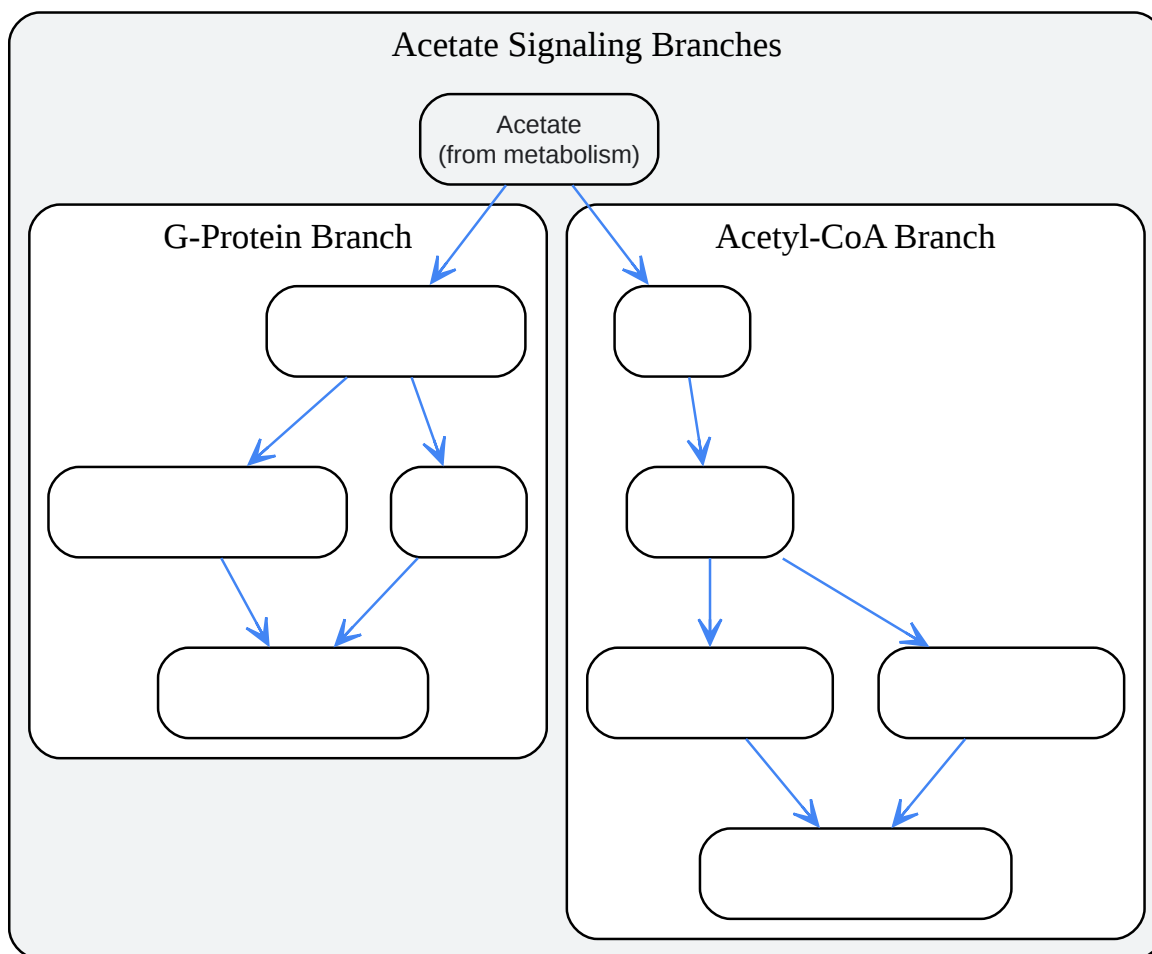 Acetate Signaling Branches
Acetate
(from metabolism)
G-Protein Branch
Acetyl-CoA Branch